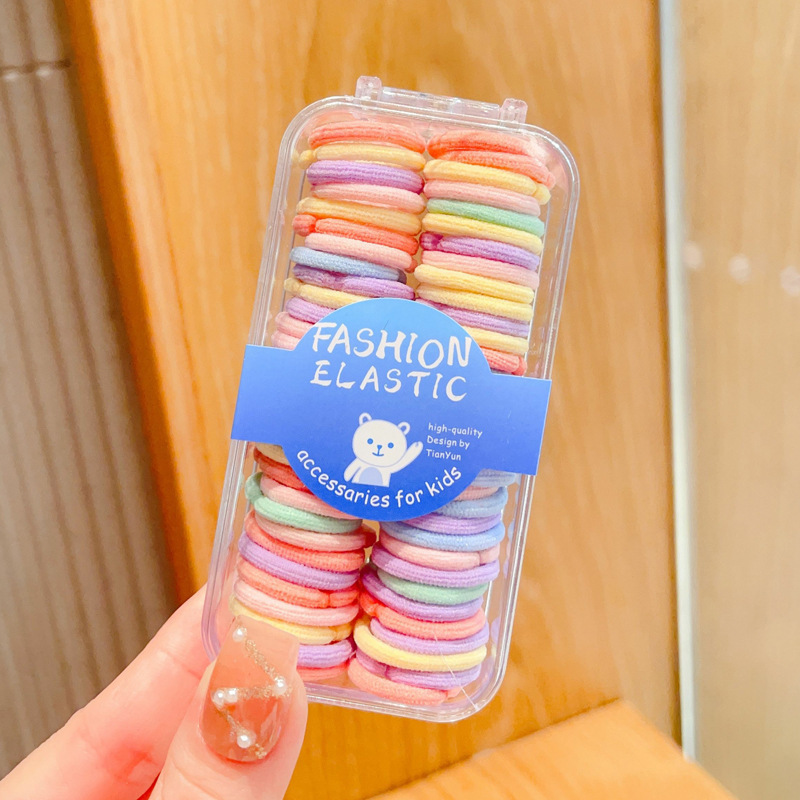 FASHION
ELASTIC
high-quality
Design by
TianYun
accessaries for kids